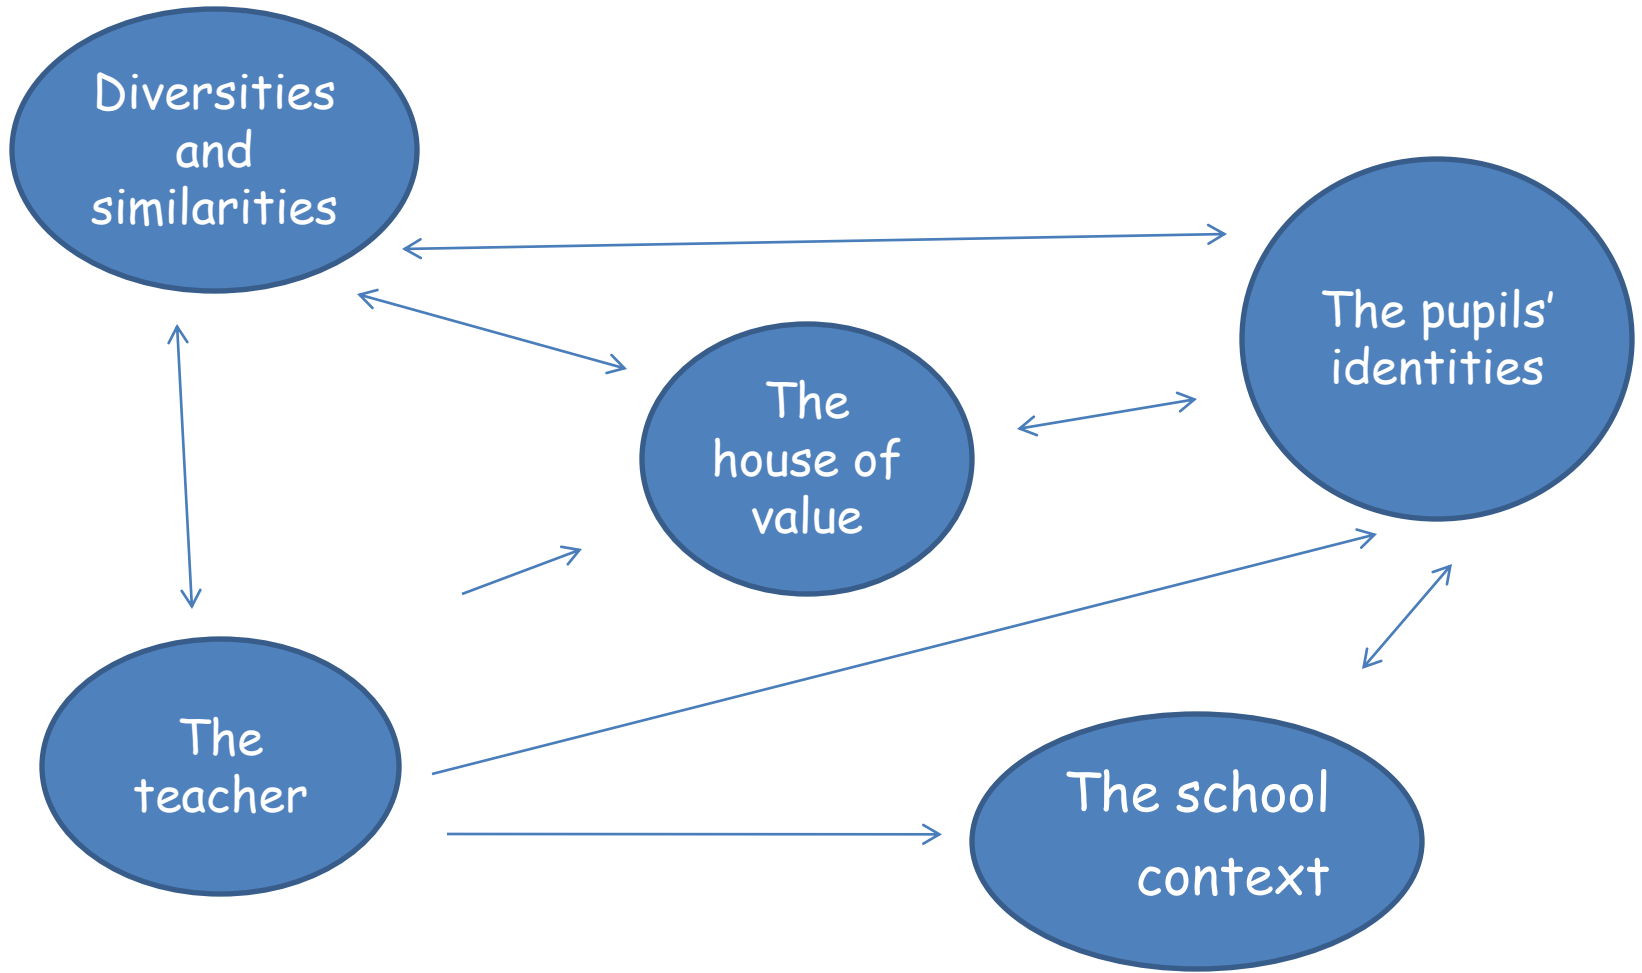 Diversities
and
similarities
The pupils’
identities
The
house of
value
The
teacher
The school
context